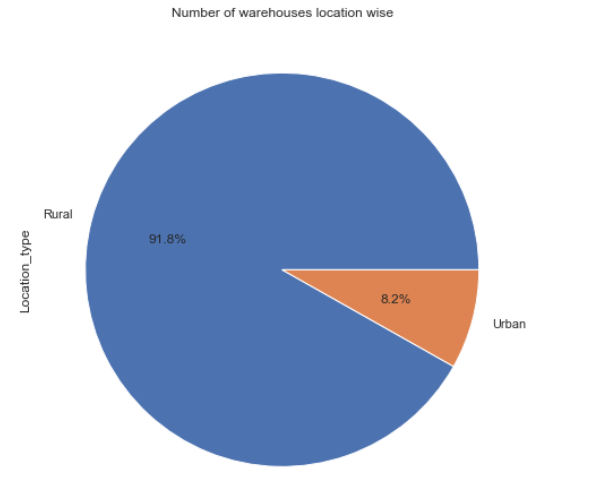 Number of warehouses location wise
Rural
91.8%
Location_type
8.2%
Urban